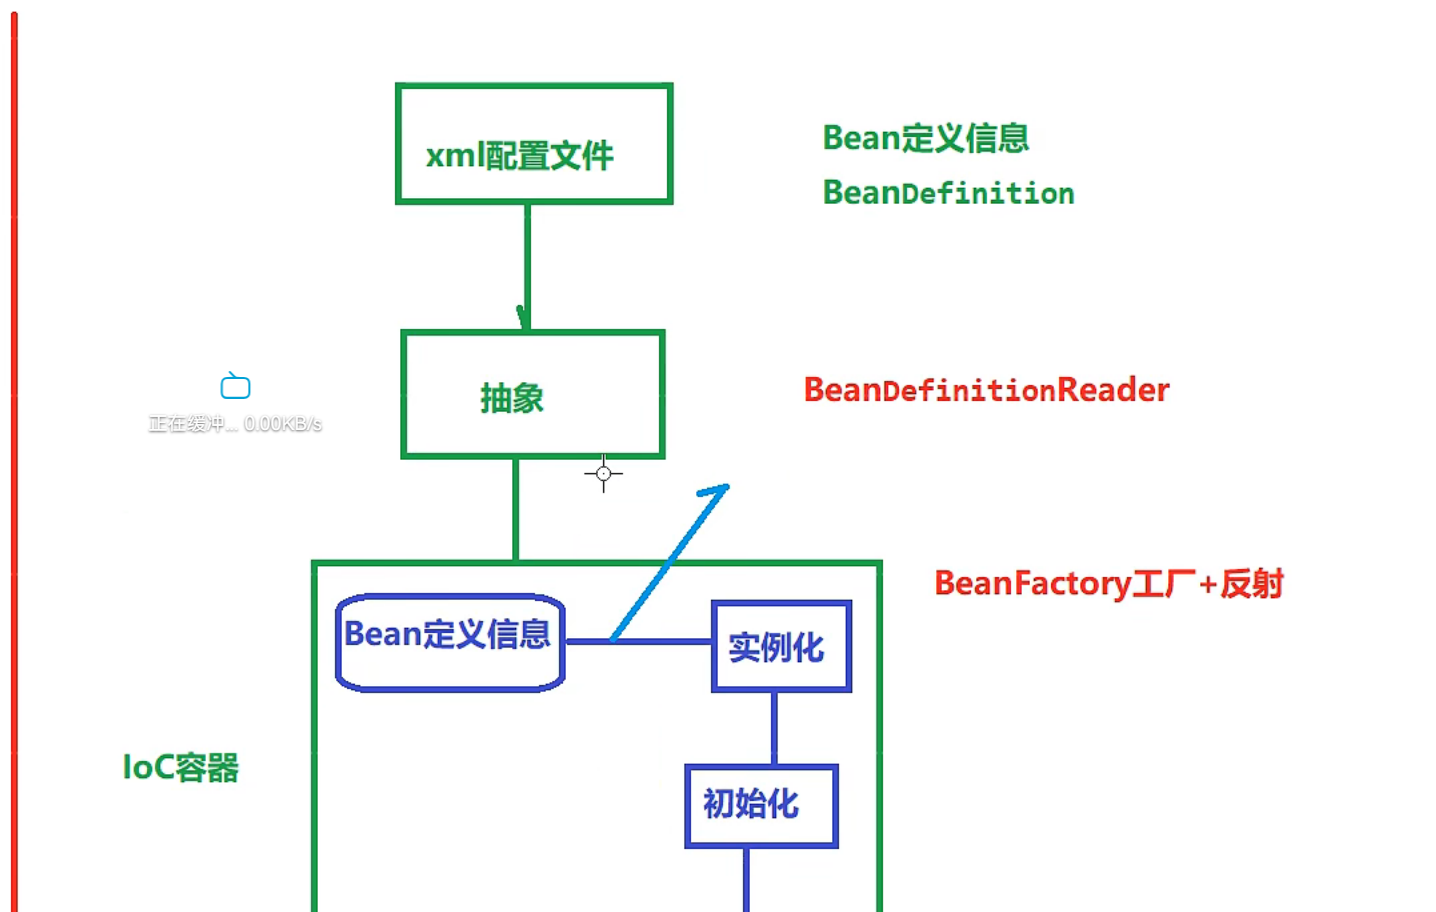 xml配置文件
Bean定义信息
BeanDefinition
抽象
BeanDefinitionReader
正在缓冲... 0.00KB/s
BeanFactory工厂+反射
Bean定义信息
实例化
IoC容器
初始化